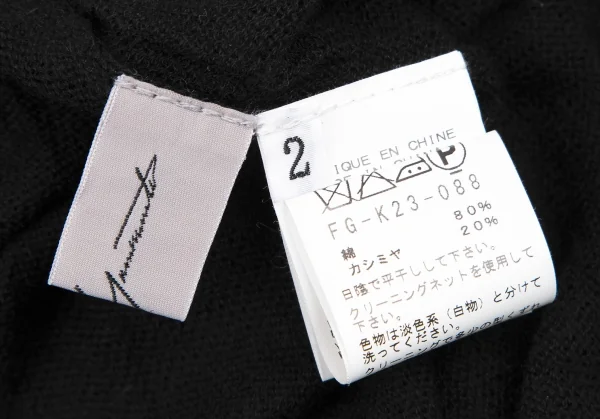 2
IQUE EN CHINE
P
FG-K23-088
綿 80%
カシミヤ 20%
日陰で平干しして下さい。
クリーニングネットを使用して
下さい。
色物は淡色系(白物)と分けて
洗ってください。